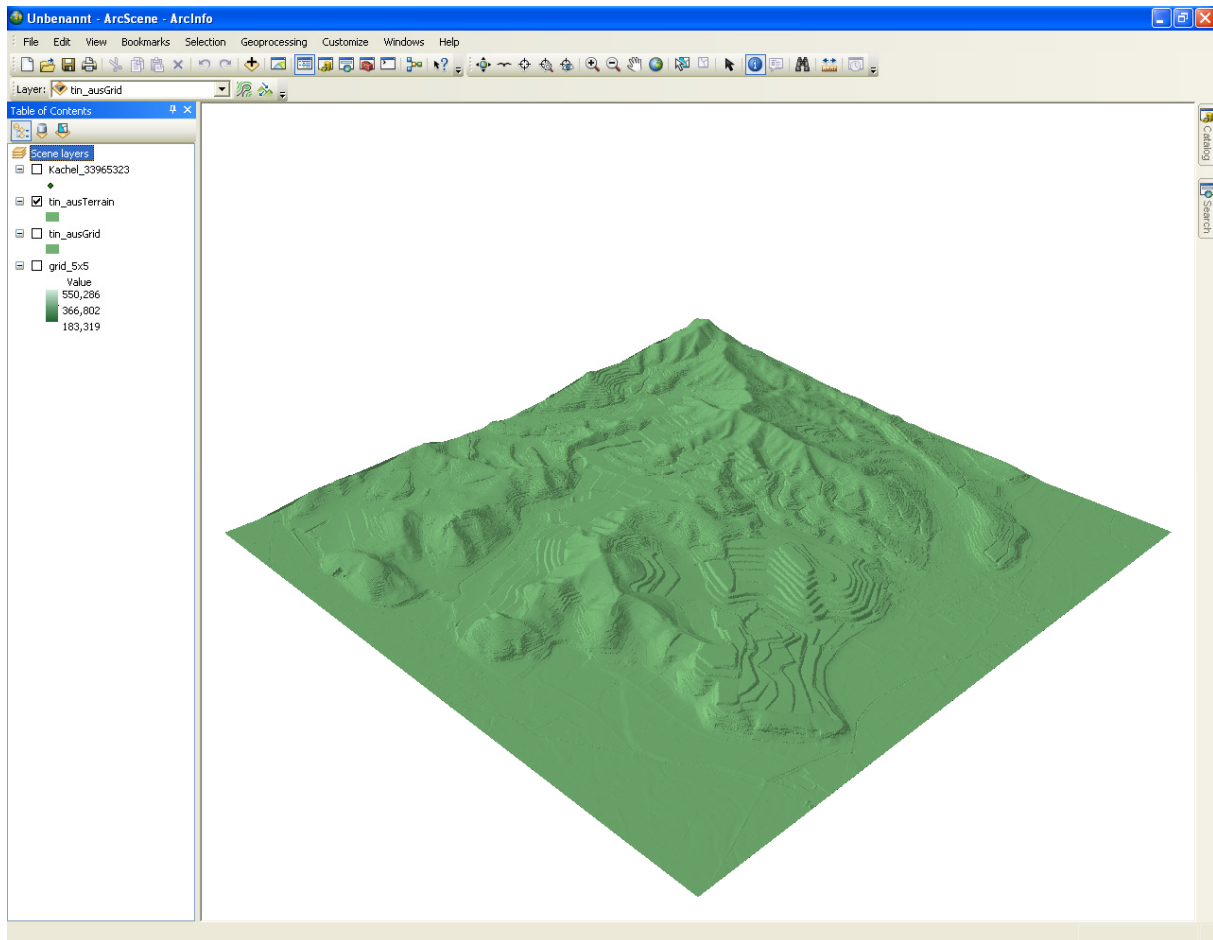 Unbenannt - ArcScene - ArcInfo
File Edit View Bookmarks Selection Geoprocessing Customize Windows Help
Layer: tin_ausGrid
Table of Contents
Scene layers
Kachel_33965323
tin_ausTerrain
tin_ausGrid
grid_5x5
Value
550,286
366,802
183,319
Catalog
Search